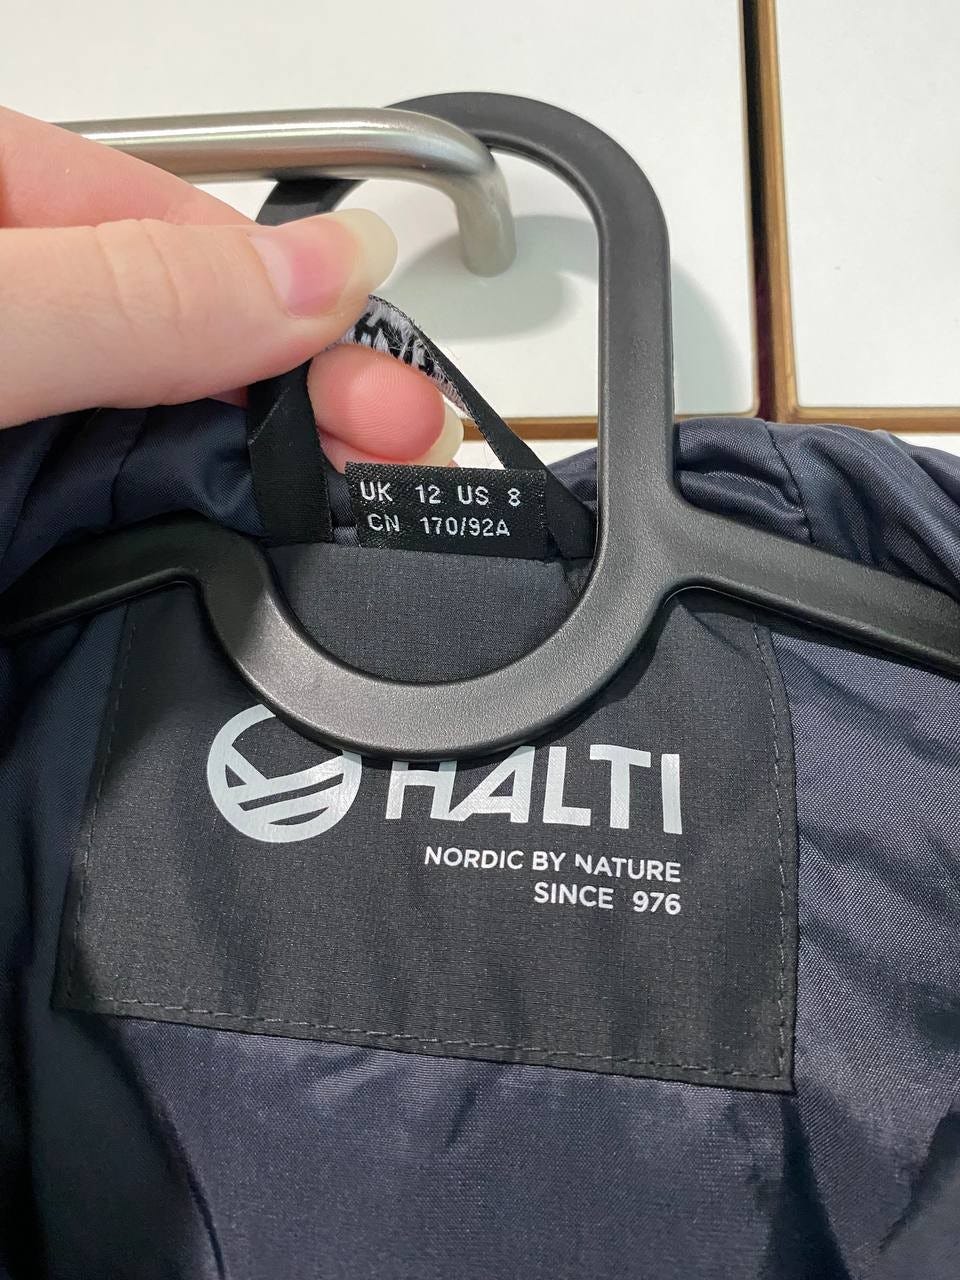 UK 12 US 8
CN 170/92A
HALTI
NORDIC BY NATURE
SINCE 976